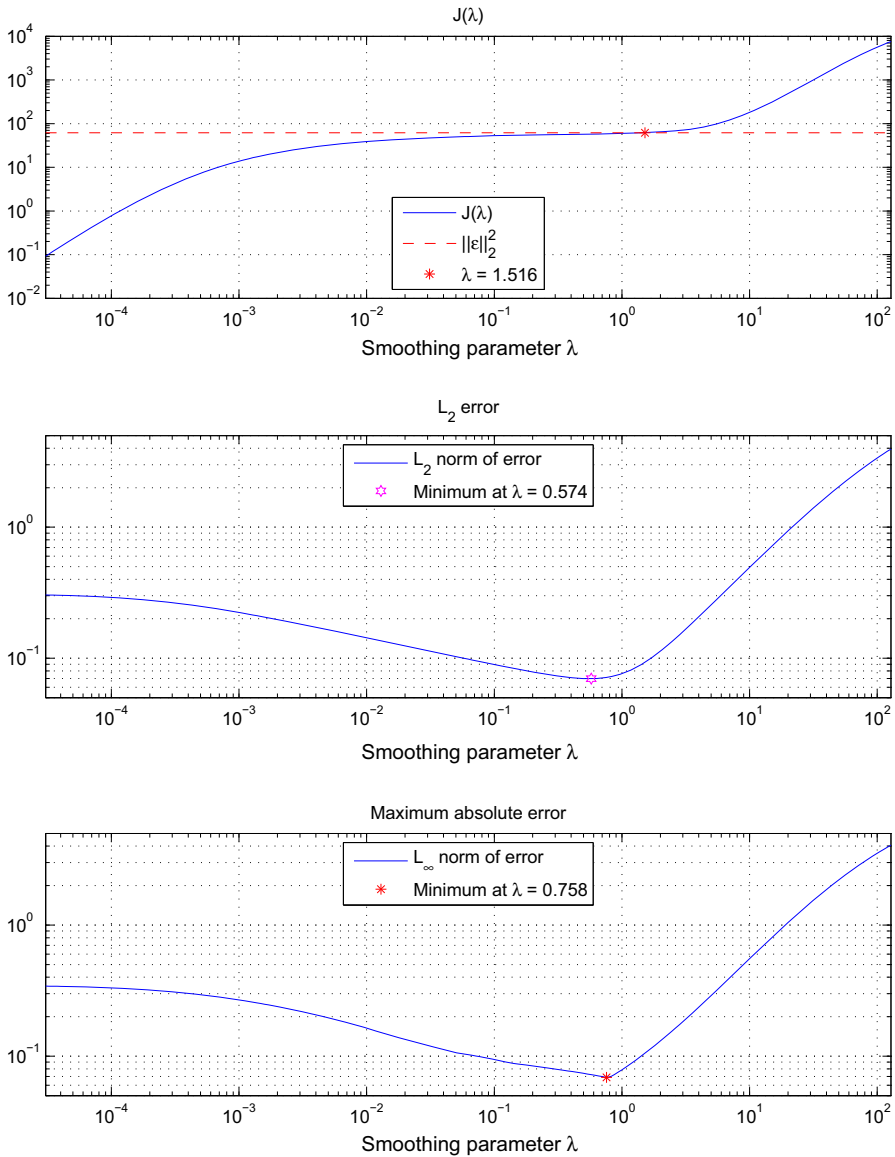 J(λ)
10^4
10^3
10^2
10^1
10^0
10^−1
10^−2
J(λ)
||ε||_2^2
λ = 1.516
10^−4 10^−3 10^−2 10^−1 10^0 10^1 10^2
Smoothing parameter λ
L_2 error
L_2 norm of error
Minimum at λ = 0.574
10^0
10^−1
10^−4 10^−3 10^−2 10^−1 10^0 10^1 10^2
Smoothing parameter λ
Maximum absolute error
L_∞ norm of error
Minimum at λ = 0.758
10^0
10^−1
10^−4 10^−3 10^−2 10^−1 10^0 10^1 10^2
Smoothing parameter λ